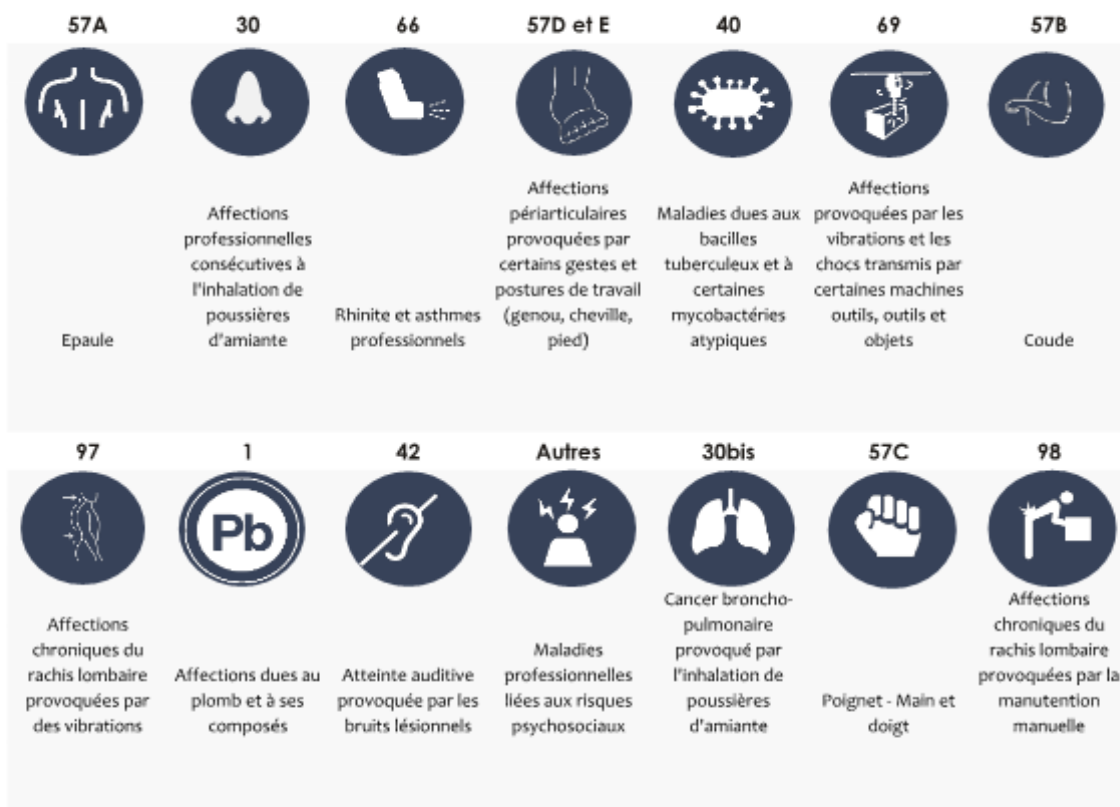 57A
30
66
57D et E
40
69
57B
Epaule
Affections
professionnelles
consécutives à
l'inhalation de
poussières
d'amiante
Rhinite et asthmes
professionnels
Affections
périarticulaires
provoquées par
certains gestes et
postures de travail
(genou, cheville,
pied)
Maladies dues aux
bacilles
tuberculeux et à
certaines
mycobactéries
atypiques
Affections
provoquées par les
vibrations et les
chocs transmis par
certaines machines
outils, outils et
objets
Coude
97
1
42
Autres
30bis
57C
98
Pb
Affections
chroniques du
rachis lombaire
provoquées par
des vibrations
Affections dues au
plomb et à ses
composés
Atteinte auditive
provoquée par les
bruits lésionnels
Maladies
professionnelles
liées aux risques
psychosociaux
Cancer broncho-
pulmonaire
provoqué par
l'inhalation de
poussières
d'amiante
Poignet - Main et
doigt
Affections
chroniques du
rachis lombaire
provoquées par la
manutention
manuelle